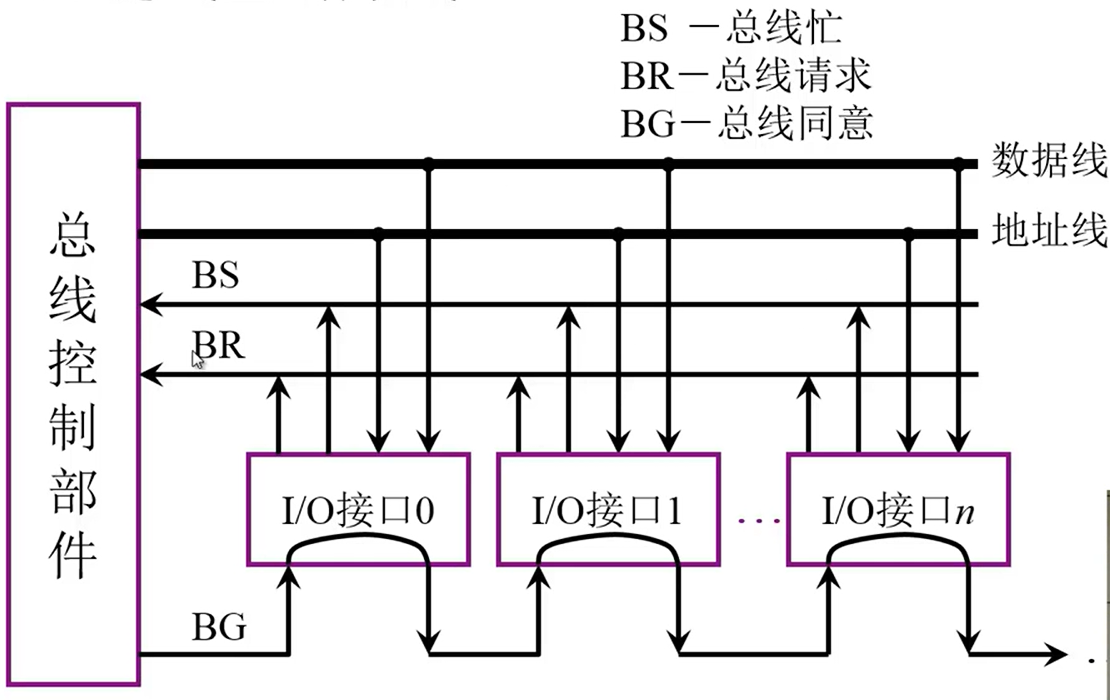 BS －总线忙
BR－总线请求
BG－总线同意
数据线
地址线
BS
BR
总线控制部件
I/O接口0
I/O接口1
…
I/O接口n
BG